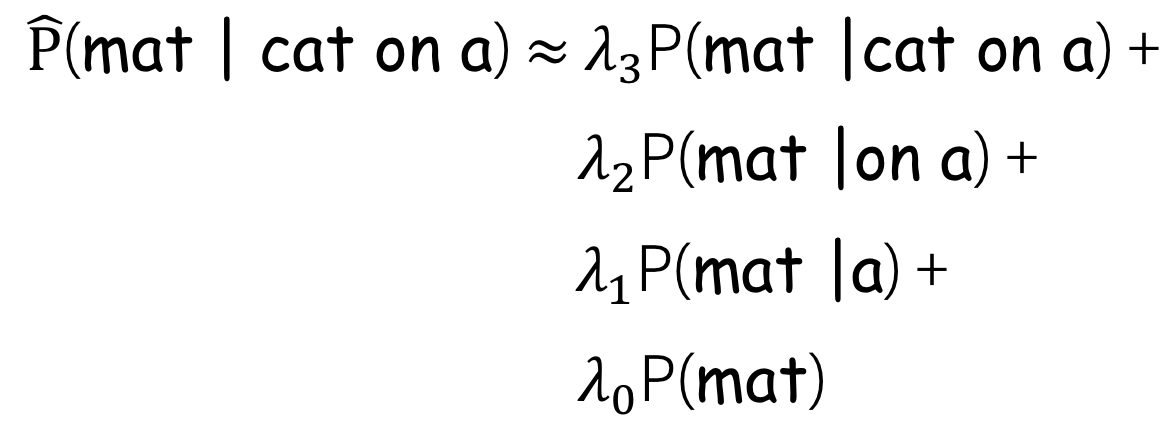 P̂(mat | cat on a) ≈ λ₃P(mat |cat on a) +
λ₂P(mat |on a) +
λ₁P(mat |a) +
λ₀P(mat)